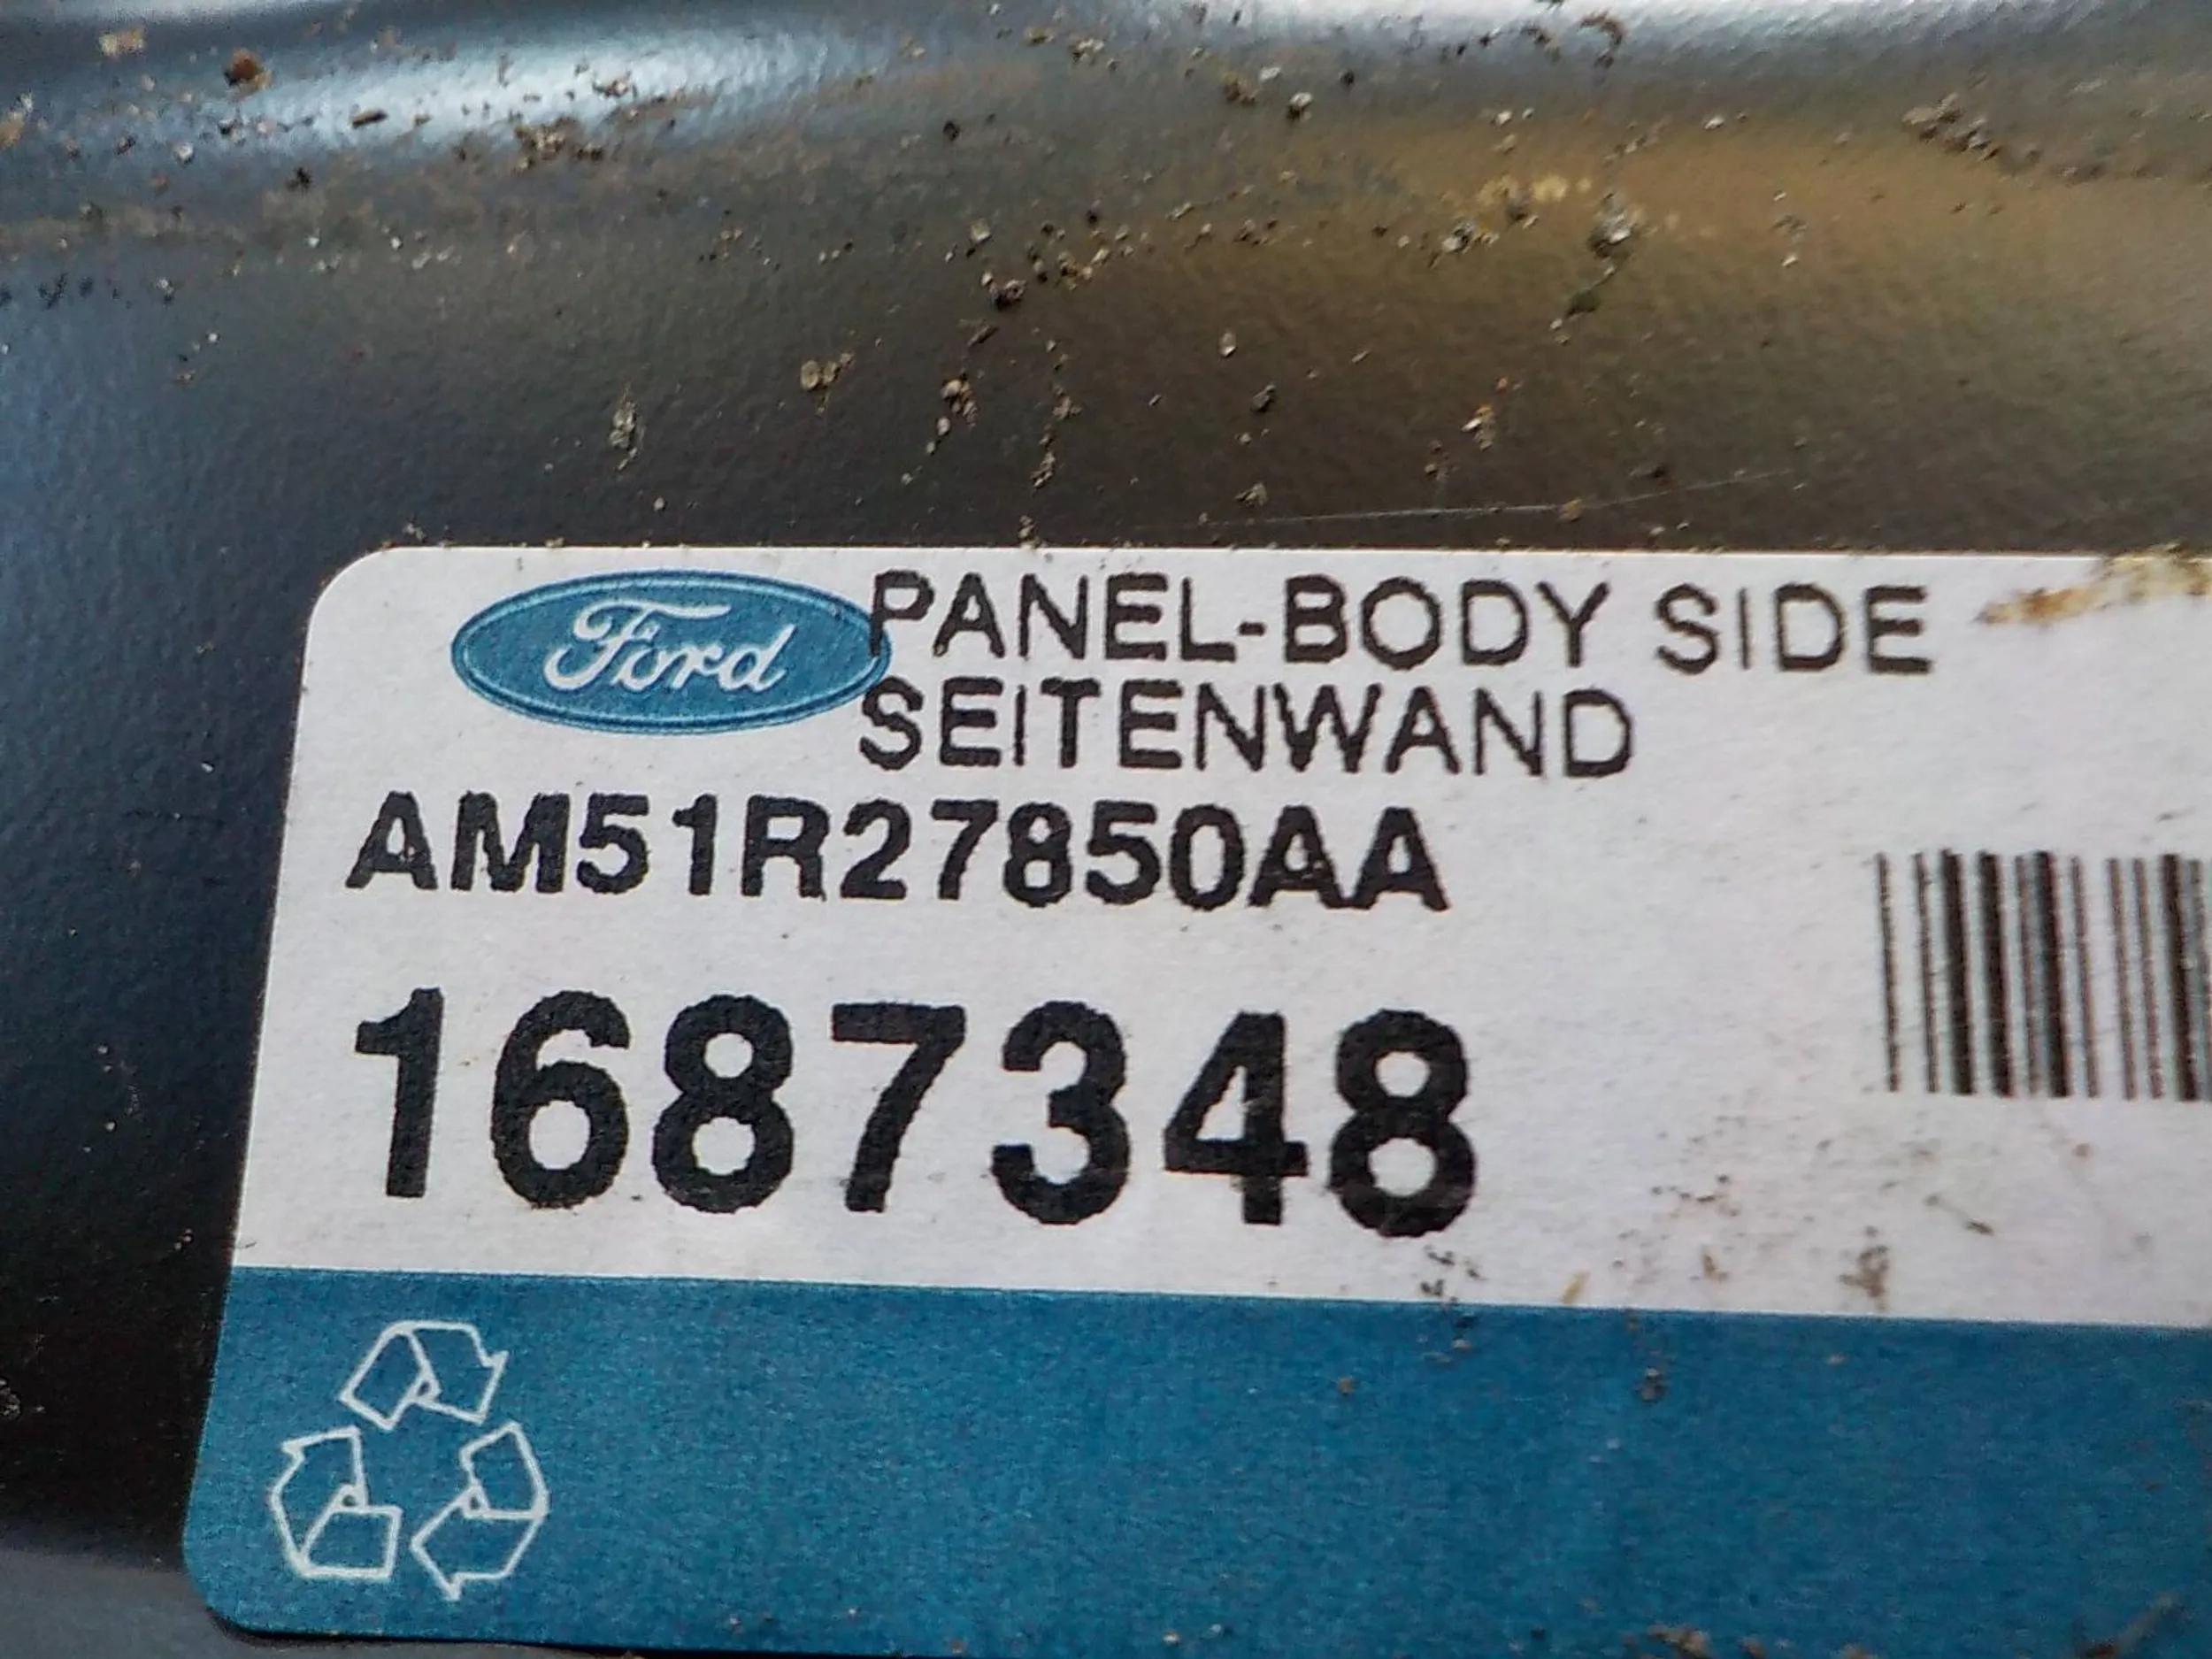 Ford
PANEL-BODY SIDE
SEITENWAND
AM51R27850AA
1687348